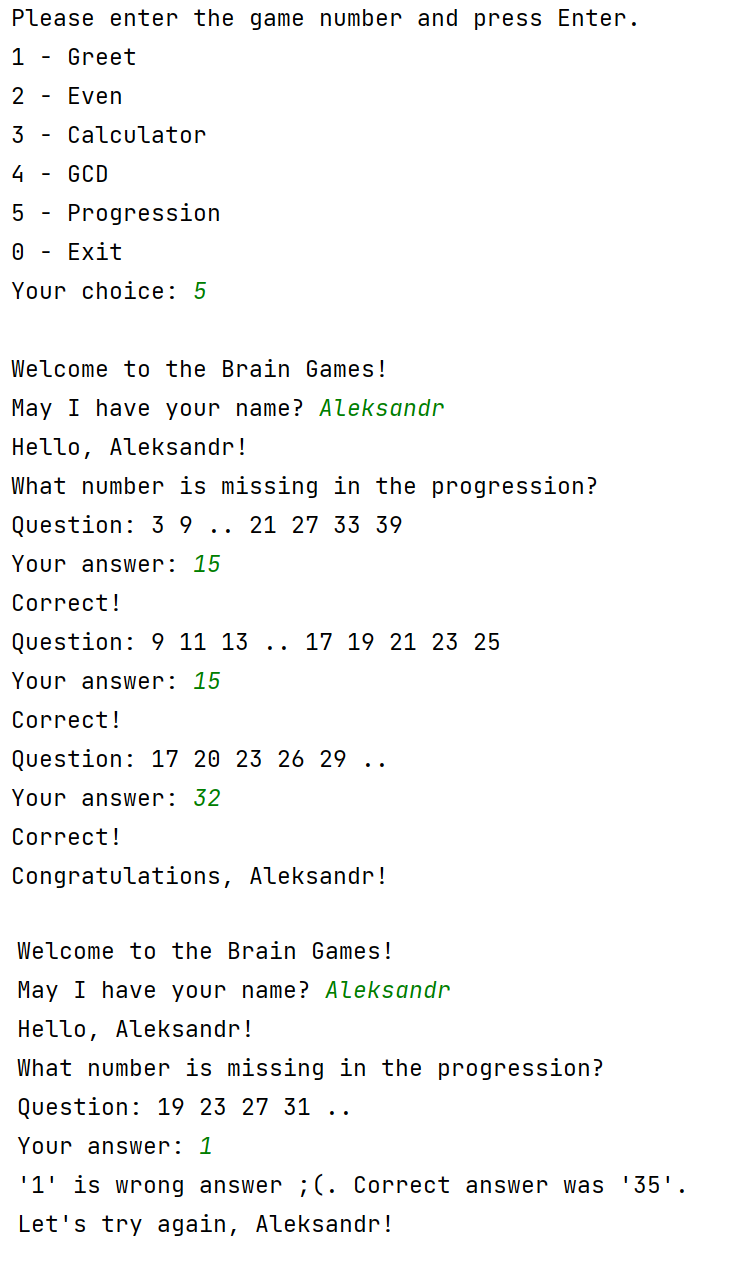 Please enter the game number and press Enter.
1 - Greet
2 - Even
3 - Calculator
4 - GCD
5 - Progression
0 - Exit
Your choice: 5
Welcome to the Brain Games!
May I have your name? Aleksandr
Hello, Aleksandr!
What number is missing in the progression?
Question: 3 9 .. 21 27 33 39
Your answer: 15
Correct!
Question: 9 11 13 .. 17 19 21 23 25
Your answer: 15
Correct!
Question: 17 20 23 26 29 ..
Your answer: 32
Correct!
Congratulations, Aleksandr!
Welcome to the Brain Games!
May I have your name? Aleksandr
Hello, Aleksandr!
What number is missing in the progression?
Question: 19 23 27 31 ..
Your answer: 1
'1' is wrong answer ;(. Correct answer was '35'.
Let's try again, Aleksandr!